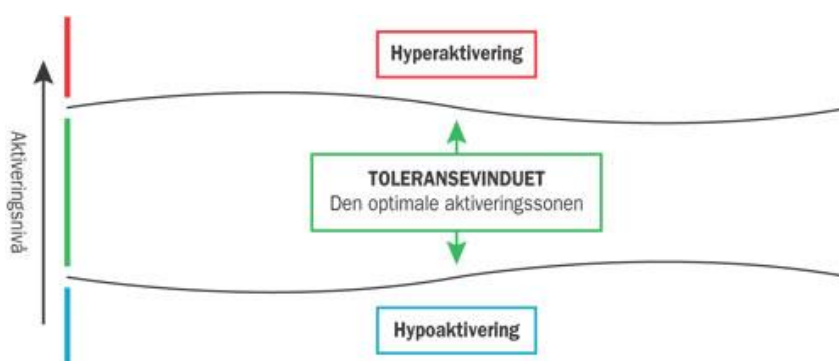 Hyperaktivering
Aktiveringsnivå
TOLERANSEVINDUET
Den optimale aktiveringssonen
Hypoaktivering